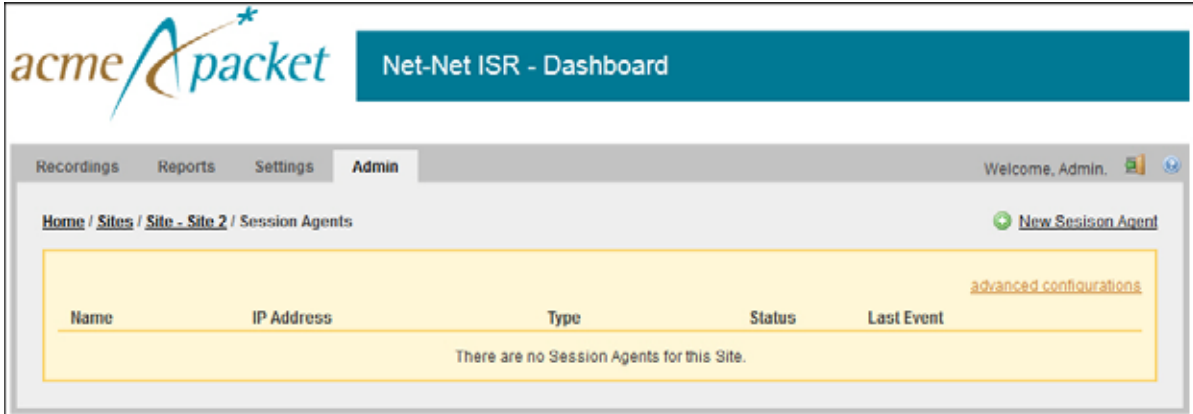 acme packet
Net-Net ISR - Dashboard
Recordings Reports Settings Admin Welcome, Admin.
Home / Sites / Site - Site 2 / Session Agents New Sesison Agent
advanced configurations
Name IP Address Type Status Last Event
There are no Session Agents for this Site.